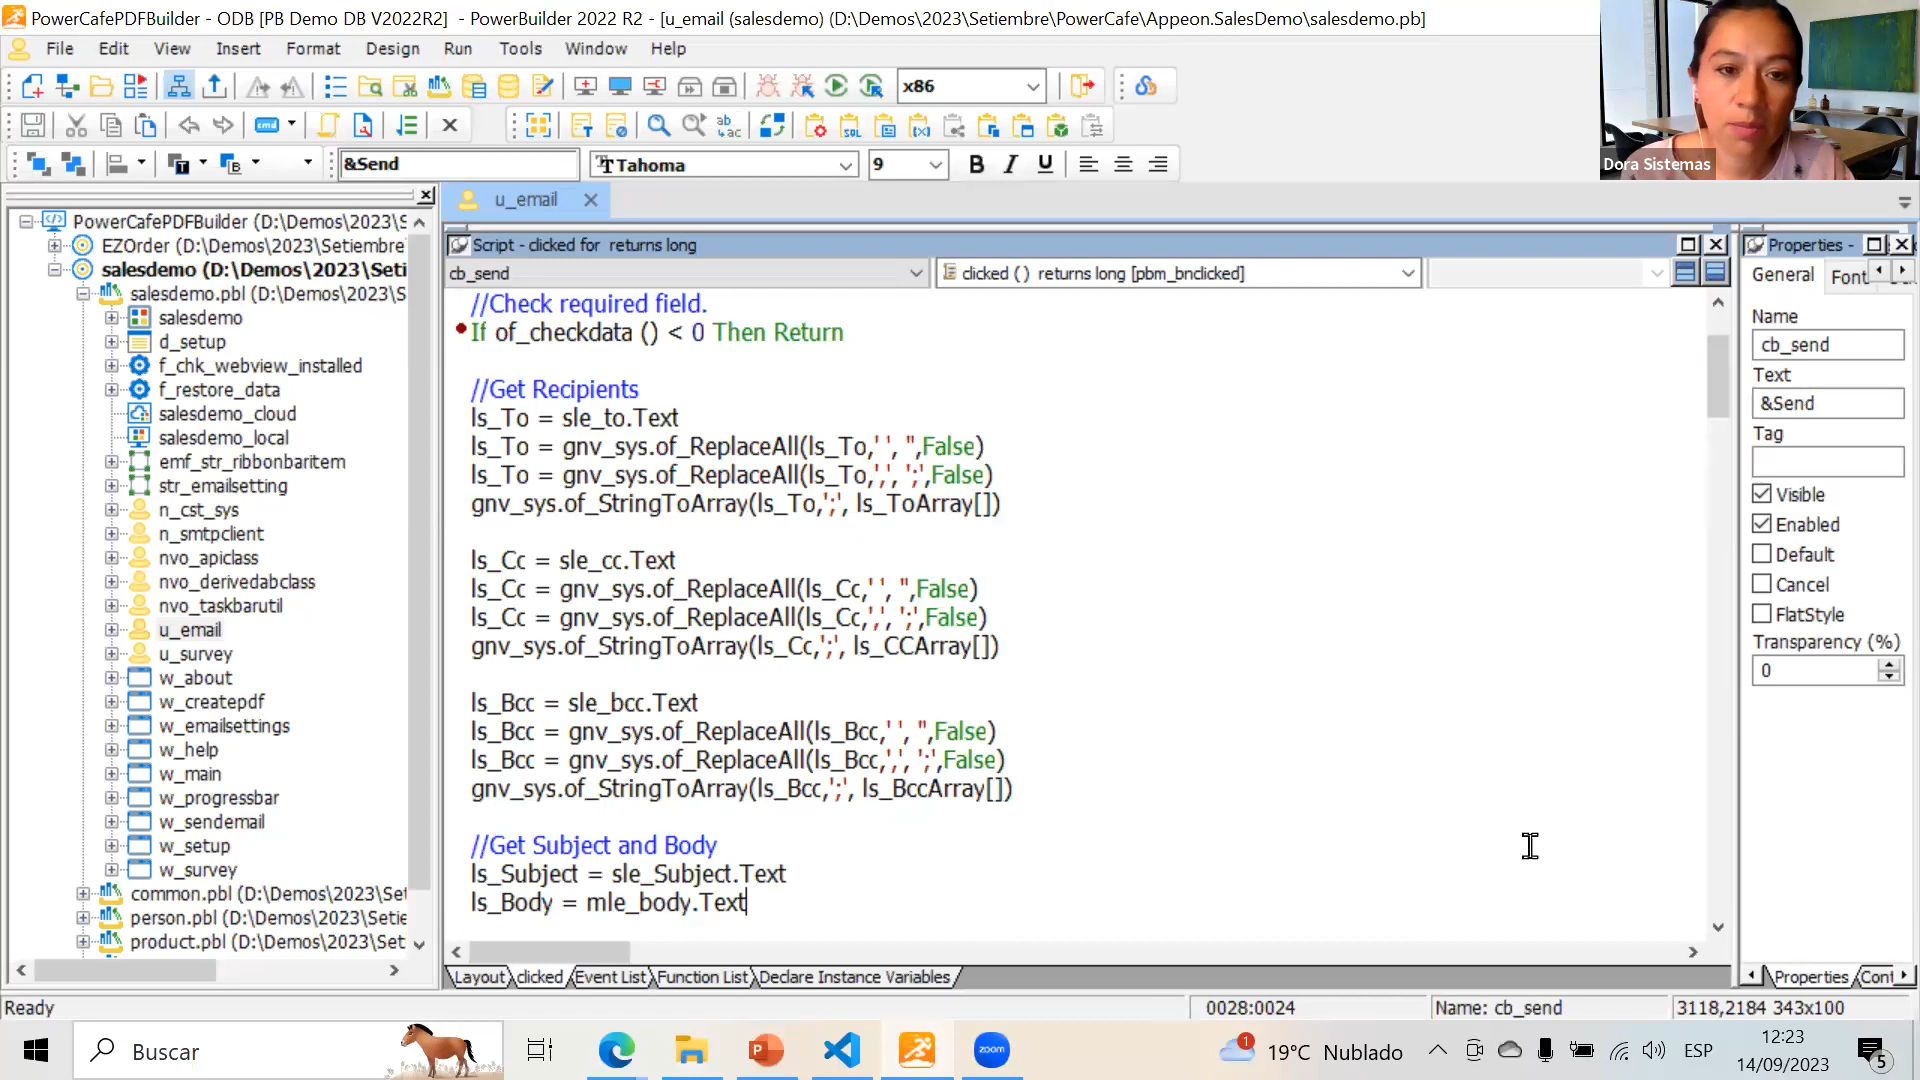 PowerCafePDFBuilder - ODB [PB Demo DB V2022R2]  - PowerBuilder 2022 R2 - [u_email (salesdemo) (D:\Demos\2023\Setiembre\PowerCafe\Appeon.SalesDemo\salesdemo.pb]
File Edit View Insert Format Design Run Tools Window Help
x86
&Send Tahoma 9 B I U
Dora Sistemas
u_email
PowerCafePDFBuilder (D:\Demos\2023\S
EZOrder (D:\Demos\2023\Setiembre
salesdemo (D:\Demos\2023\Seti
salesdemo.pbl (D:\Demos\2023\S
salesdemo
d_setup
f_chk_webview_installed
f_restore_data
salesdemo_cloud
salesdemo_local
emf_str_ribbonbaritem
str_emailsetting
n_cst_sys
n_smtpclient
nvo_apiclass
nvo_derivedabclass
nvo_taskbarutil
u_email
u_survey
w_about
w_createpdf
w_emailsettings
w_help
w_main
w_progressbar
w_sendemail
w_setup
w_survey
common.pbl (D:\Demos\2023\Set
person.pbl (D:\Demos\2023\Setie
product.pbl (D:\Demos\2023\Set
Script - clicked for  returns long
cb_send clicked ( )  returns long [pbm_bnclicked]
//Check required field.
If of_checkdata () < 0 Then Return
//Get Recipients
ls_To = sle_to.Text
ls_To = gnv_sys.of_ReplaceAll(ls_To,' ', '',False)
ls_To = gnv_sys.of_ReplaceAll(ls_To,',', ';',False)
gnv_sys.of_StringToArray(ls_To,';', ls_ToArray[])
ls_Cc = sle_cc.Text
ls_Cc = gnv_sys.of_ReplaceAll(ls_Cc,' ', '',False)
ls_Cc = gnv_sys.of_ReplaceAll(ls_Cc,',', ';',False)
gnv_sys.of_StringToArray(ls_Cc,';', ls_CCArray[])
ls_Bcc = sle_bcc.Text
ls_Bcc = gnv_sys.of_ReplaceAll(ls_Bcc,' ', '',False)
ls_Bcc = gnv_sys.of_ReplaceAll(ls_Bcc,',', ';',False)
gnv_sys.of_StringToArray(ls_Bcc,';', ls_BccArray[])
//Get Subject and Body
ls_Subject = sle_Subject.Text
ls_Body = mle_body.Text
Layout clicked Event List Function List Declare Instance Variables
Properties -
General Font
Name
cb_send
Text
&Send
Tag
Visible
Enabled
Default
Cancel
FlatStyle
Transparency (%)
0
Properties Cont
Ready 0028:0024 Name: cb_send 3118,2184 343x100
Buscar zoom 1 19°C Nublado ESP 12:23
14/09/2023 5